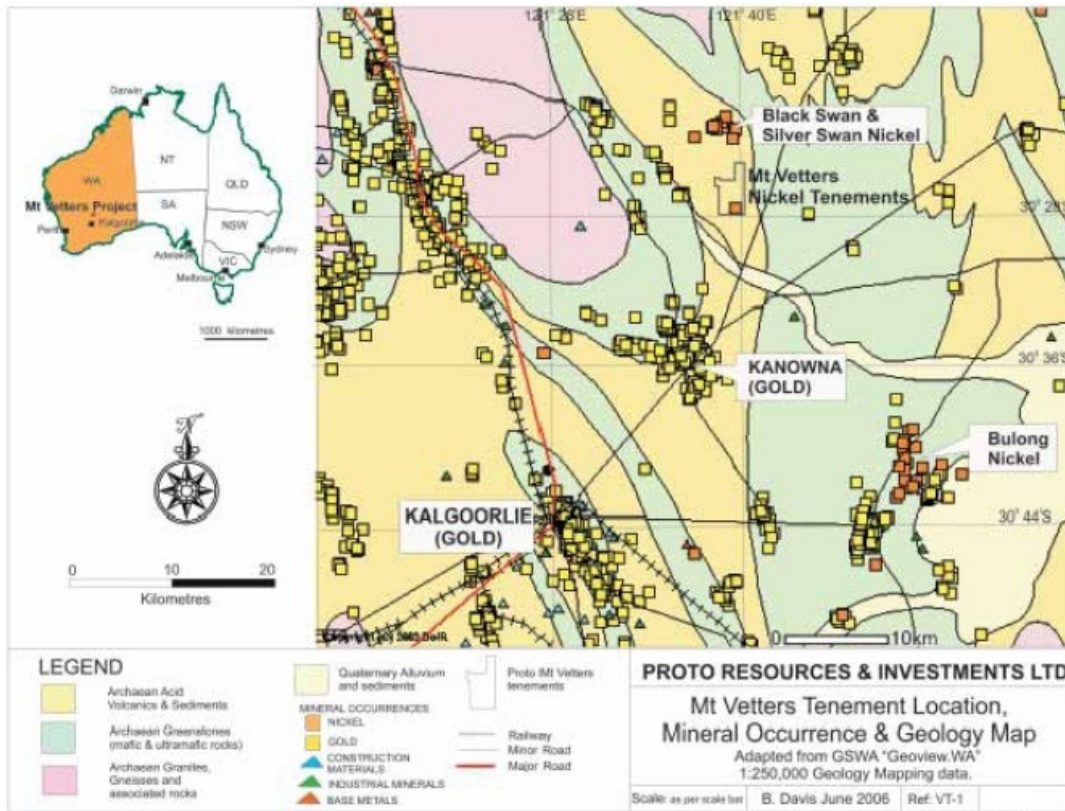 Darwin
NT
WA
QLD
SA
Mt Vetters Project
Kalgoorlie
NSW
Perth
Sydney
Adelaide
VIC
Melbourne
1000 kilometres
0 10 20
Kilometres
121° 28'E
121° 40'E
Black Swan &
Silver Swan Nickel
Mt Vetters
Nickel Tenements
30° 28'S
KANOWNA
(GOLD)
30° 36'S
Bulong
Nickel
KALGOORLIE
(GOLD)
30° 44'S
0 10km
LEGEND
Archaean Acid
Volcanics & Sediments
Archaean Greenstones
(mafic & ultramafic rocks)
Archaean Granites,
Gneisses and
associated rocks
Quaternary Alluvium
and sediments
MINERAL OCCURRENCES
NICKEL
GOLD
CONSTRUCTION
MATERIALS
INDUSTRIAL MINERALS
BASE METALS
Proto (Mt Vetters
tenements
Railway
Minor Road
Major Road
PROTO RESOURCES & INVESTMENTS LTD
Mt Vetters Tenement Location,
Mineral Occurrence & Geology Map
Adapted from GSWA "Geoview.WA"
1:250,000 Geology Mapping data.
Scale: as per scale bar
B. Davis June 2006
Ref: VT-1